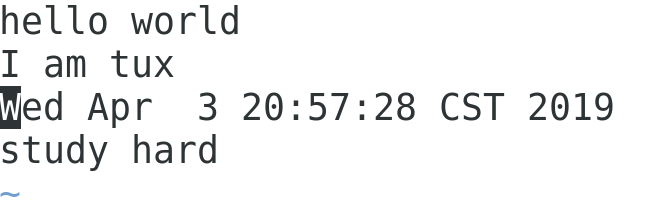 hello world
I am tux
Wed Apr  3 20:57:28 CST 2019
study hard
~